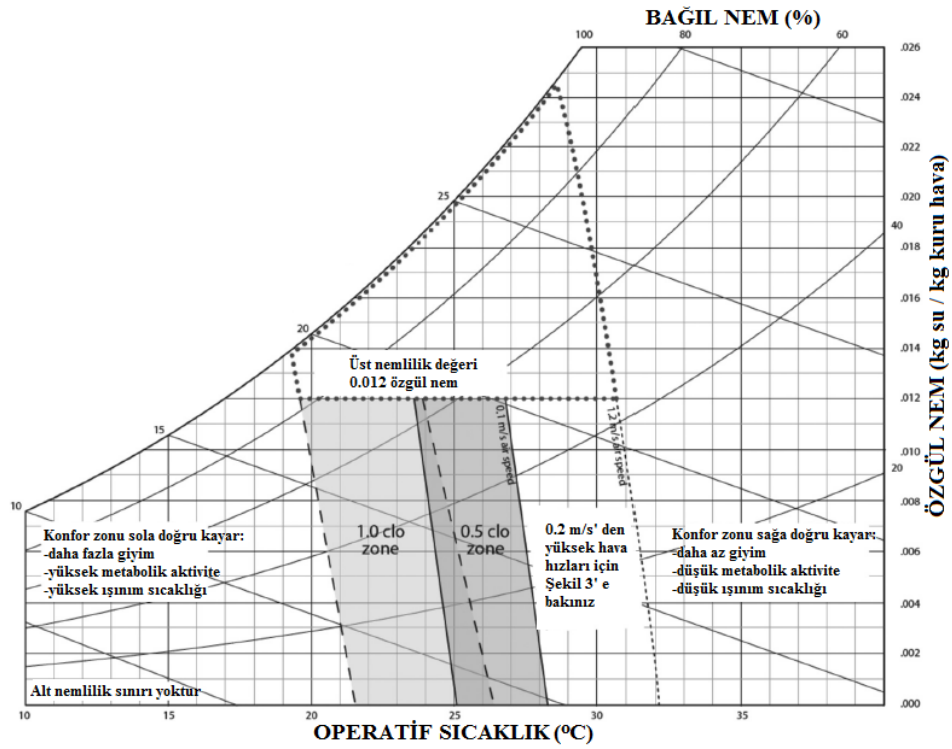 BAĞIL NEM (%)
100
80
60
.026
.024
.022
25
.020
40
.018
.016
20
.014
Üst nemlilik değeri
0.012 özgül nem
.012
0.1 m/s air speed
1.2 m/s air speed
15
.010
20
10
.008
Konfor zonu sola doğru kayar:
-daha fazla giyim
-yüksek metabolik aktivite
-yüksek ışınım sıcaklığı
1.0 clo
zone
0.5 clo
zone
0.2 m/s' den
yüksek hava
hızları için
Şekil 3' e
bakınız
Konfor zonu sağa doğru kayar:
-daha az giyim
-düşük metabolik aktivite
-düşük ışınım sıcaklığı
.006
.004
.002
Alt nemlilik sınırı yoktur
.000
10
15
20
25
30
35
OPERATİF SICAKLIK (ºC)
ÖZGÜL NEM (kg su / kg kuru hava)